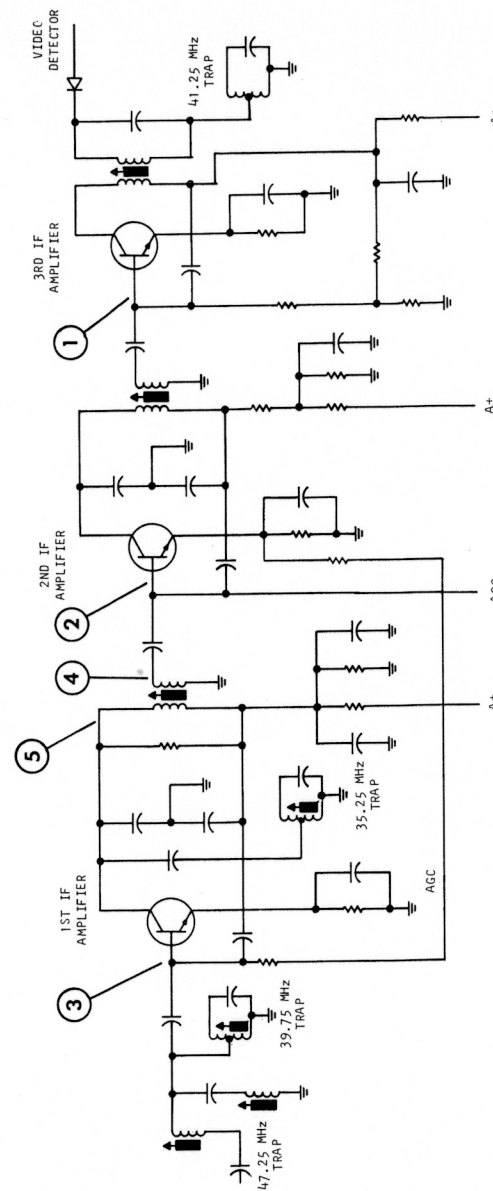 VIDEO
DETECTOR
41.25 MHz
TRAP
3RD IF
AMPLIFIER
1
A+
2ND IF
AMPLIFIER
2
4
AGC
5
A+
35.25 MHz
TRAP
1ST IF
AMPLIFIER
AGC
3
39.75 MHz
TRAP
47.25 MHz
TRAP